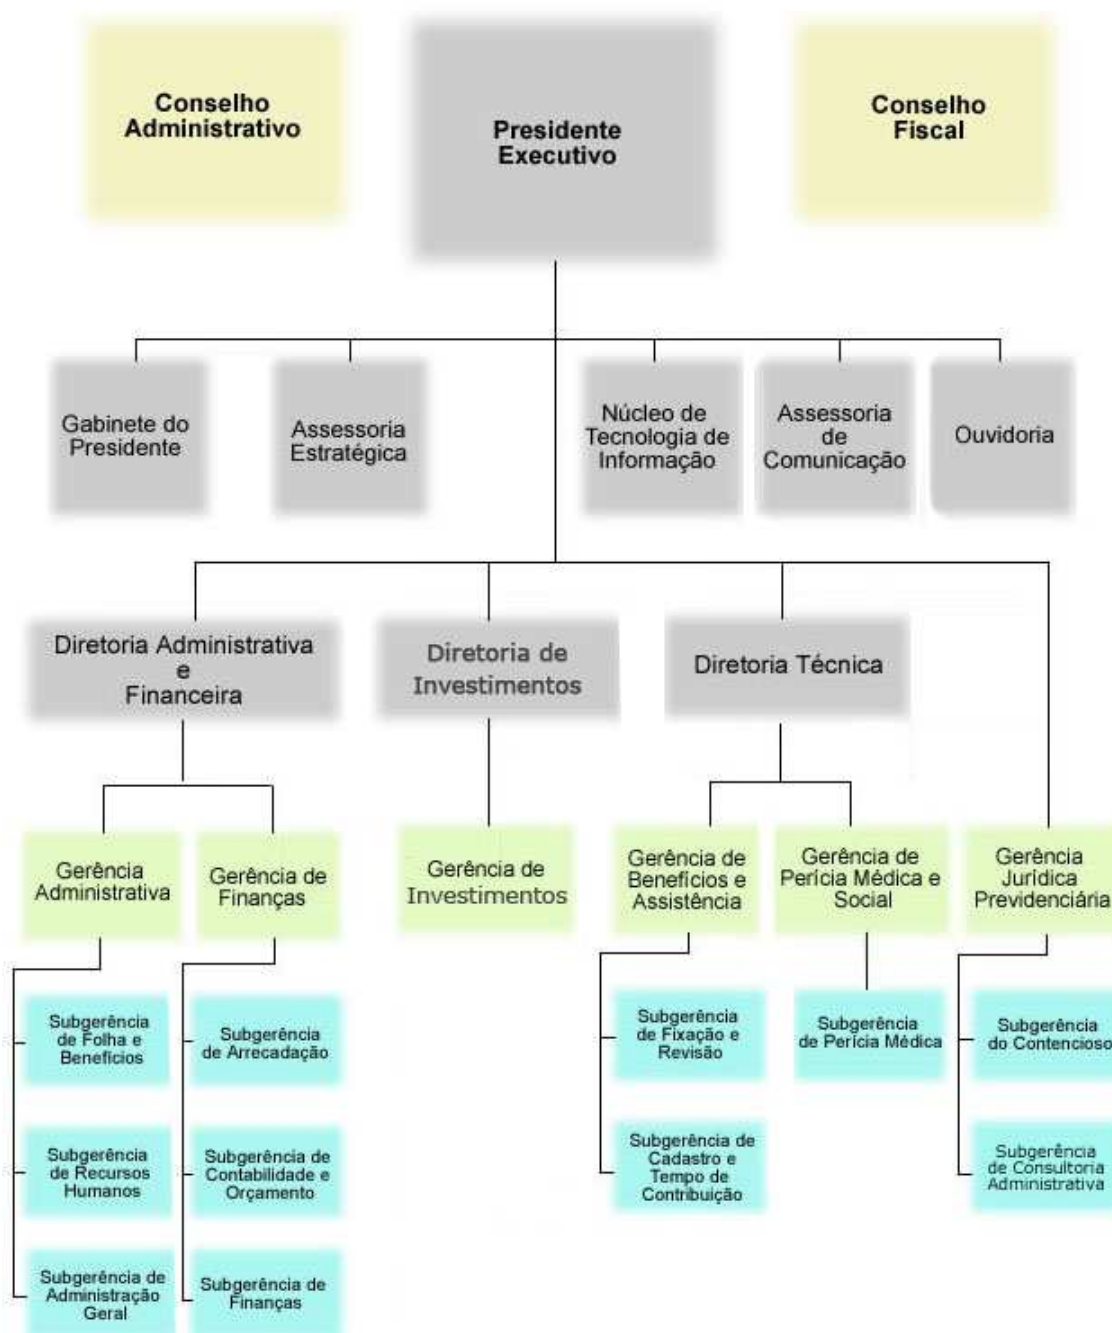 Conselho
Administrativo
Presidente
Executivo
Conselho
Fiscal
Gabinete do
Presidente
Assessoria
Estratégica
Núcleo de
Tecnologia de
Informação
Assessoria
de
Comunicação
Ouvidoria
Diretoria Administrativa
e
Financeira
Diretoria de
Investimentos
Diretoria Técnica
Gerência
Administrativa
Gerência de
Finanças
Gerência de
Investimentos
Gerência de
Benefícios e
Assistência
Gerência de
Perícia Médica e
Social
Gerência
Jurídica
Previdenciária
Subgerência
de Folha e
Benefícios
Subgerência
de Arrecadação
Subgerência
de Fixação e
Revisão
Subgerência
de Perícia Médica
Subgerência
do Contencioso
Subgerência
de Recursos
Humanos
Subgerência de
Contabilidade e
Orçamento
Subgerência de
Cadastro e
Tempo de
Contribuição
Subgerência
de Consultoria
Administrativa
Subgerência de
Administração
Geral
Subgerência de
Finanças